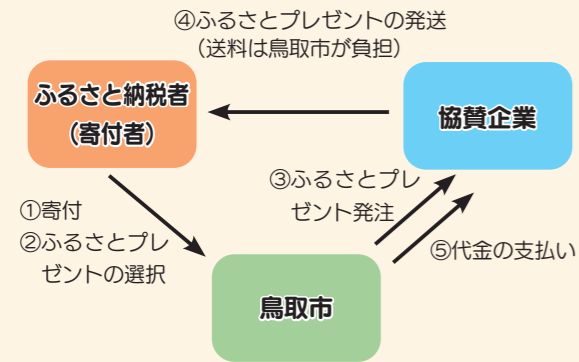 ④ふるさとプレゼントの発送
（送料は鳥取市が負担）
ふるさと納税者
（寄付者）
協賛企業
③ふるさとプレ
ゼント発注
①寄付
②ふるさとプレ
ゼントの選択
⑤代金の支払い
鳥取市